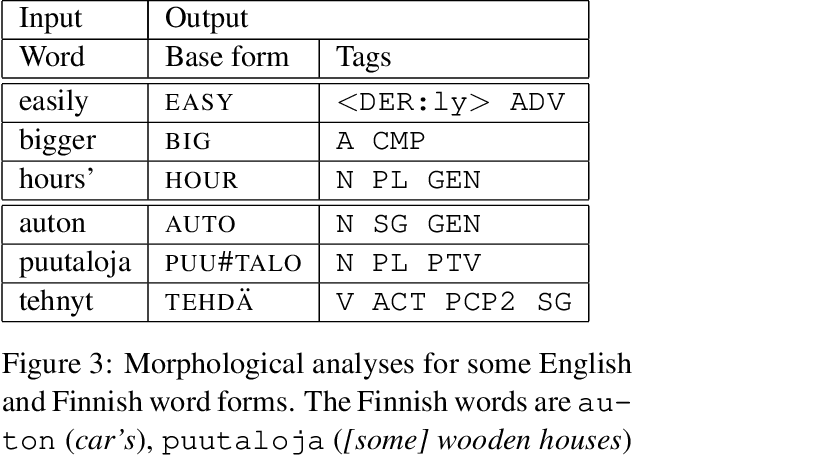 Input Output
Word Base form Tags
easily EASY <DER:ly> ADV
bigger BIG A CMP
hours’ HOUR N PL GEN
auton AUTO N SG GEN
puutaloja PUU#TALO N PL PTV
tehnyt TEHDÄ V ACT PCP2 SG
Figure 3: Morphological analyses for some English
and Finnish word forms. The Finnish words are au-
ton (car’s), puutaloja ([some] wooden houses)